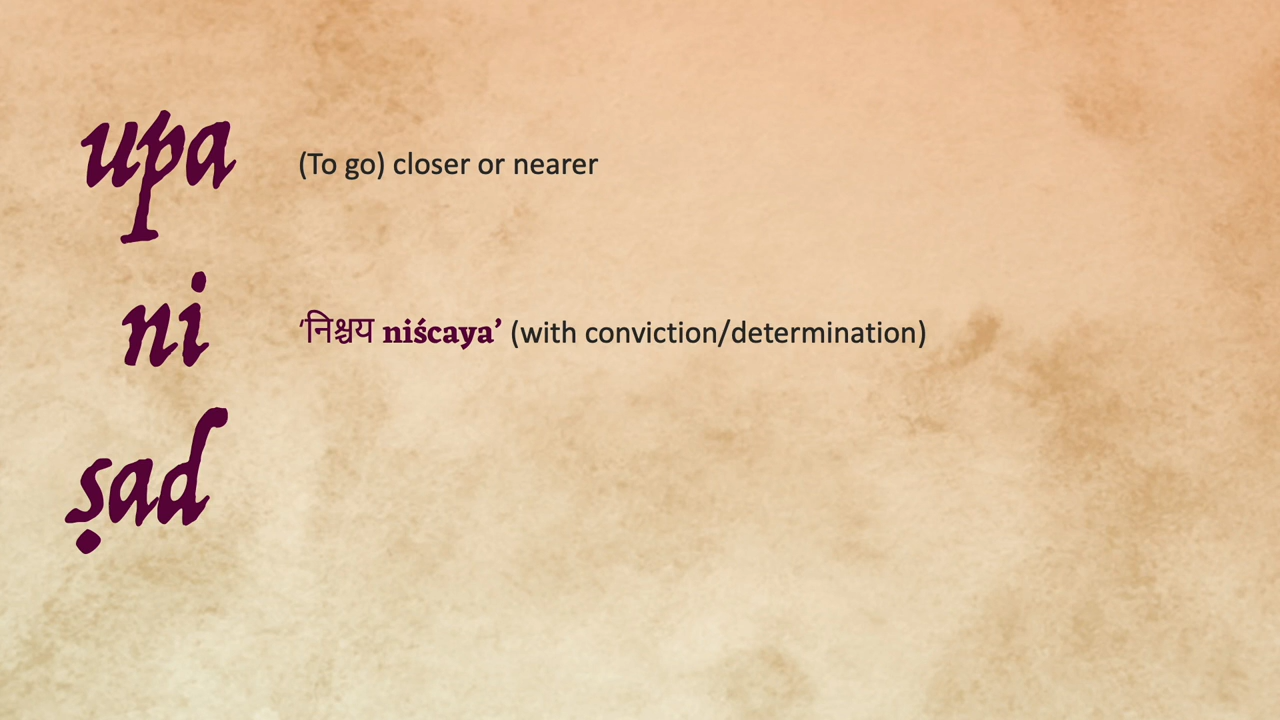 upa (To go) closer or nearer
ni ‘निश्चय niścaya’ (with conviction/determination)
ṣad